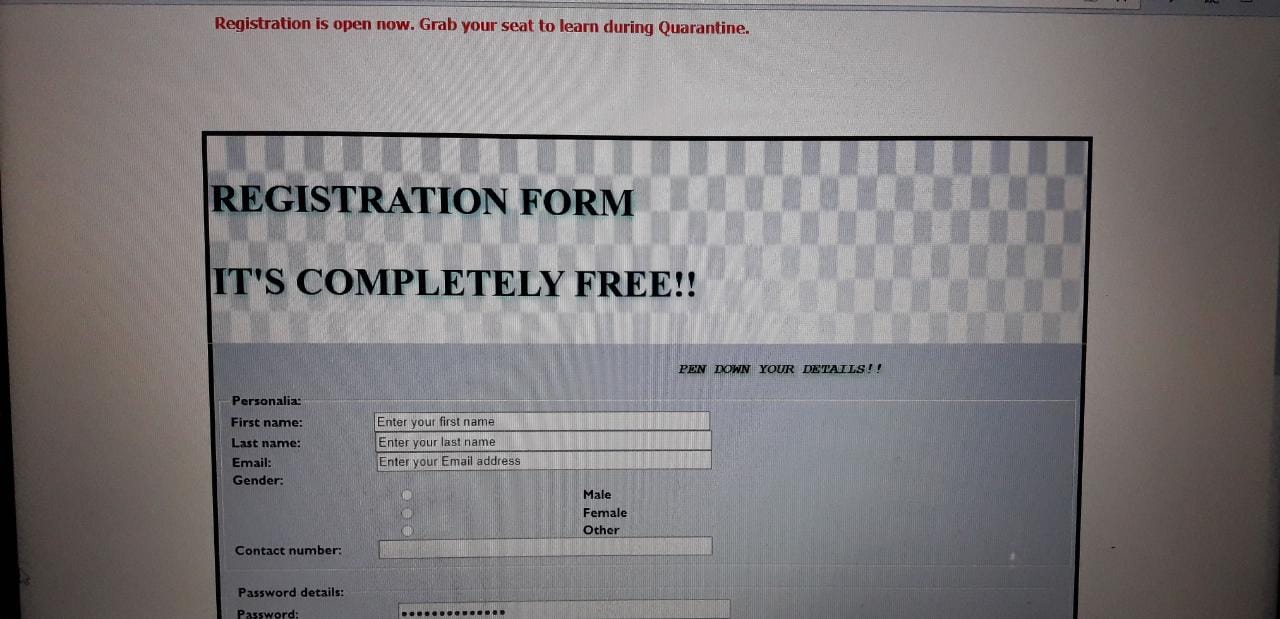 Registration is open now. Grab your seat to learn during Quarantine.
REGISTRATION FORM
IT'S COMPLETELY FREE!!
PEN DOWN YOUR DETAILS!!
Personalia:
First name: Enter your first name
Last name: Enter your last name
Email: Enter your Email address
Gender:
Male
Female
Other
Contact number:
Password details:
Password: ••••••••••••••